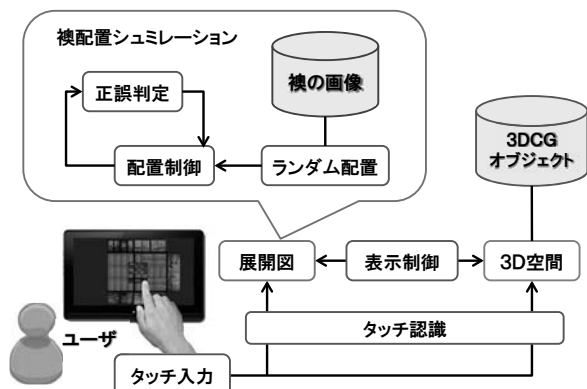 襖配置シュミレーション
襖の画像
正誤判定
配置制御
ランダム配置
3DCG
オブジェクト
展開図
表示制御
3D空間
タッチ認識
ユーザ
タッチ入力